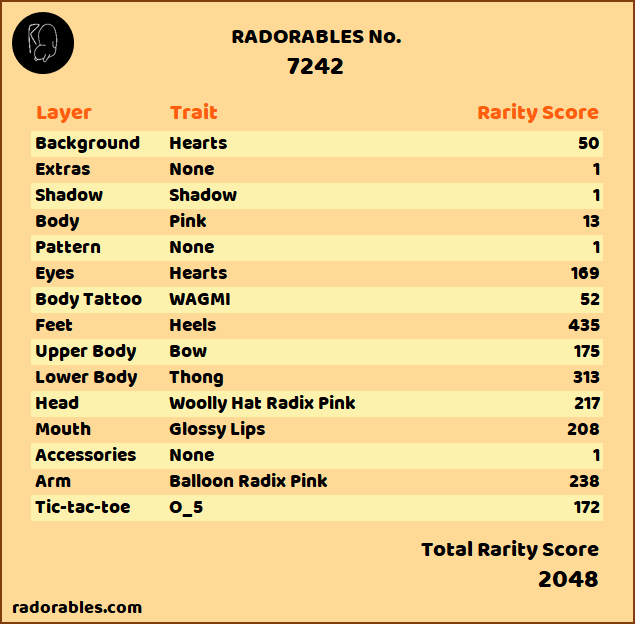 RADORABLES No.
7242
Layer Trait Rarity Score
Background Hearts 50
Extras None 1
Shadow Shadow 1
Body Pink 13
Pattern None 1
Eyes Hearts 169
Body Tattoo WAGMI 52
Feet Heels 435
Upper Body Bow 175
Lower Body Thong 313
Head Woolly Hat Radix Pink 217
Mouth Glossy Lips 208
Accessories None 1
Arm Balloon Radix Pink 238
Tic-tac-toe O_5 172
Total Rarity Score
2048
radorables.com